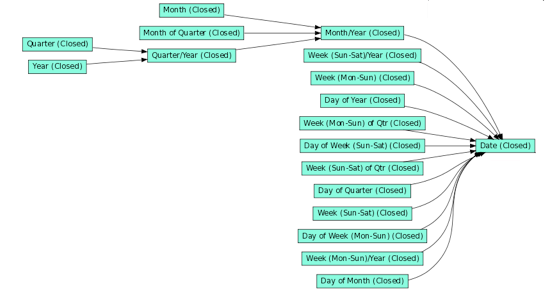 Month (Closed)
Month of Quarter (Closed)
Month/Year (Closed)
Quarter (Closed)
Quarter/Year (Closed)
Year (Closed)
Week (Sun-Sat)/Year (Closed)
Week (Mon-Sun) (Closed)
Day of Year (Closed)
Week (Mon-Sun) of Qtr (Closed)
Day of Week (Sun-Sat) (Closed)
Date (Closed)
Week (Sun-Sat) of Qtr (Closed)
Day of Quarter (Closed)
Week (Sun-Sat) (Closed)
Day of Week (Mon-Sun) (Closed)
Week (Mon-Sun)/Year (Closed)
Day of Month (Closed)